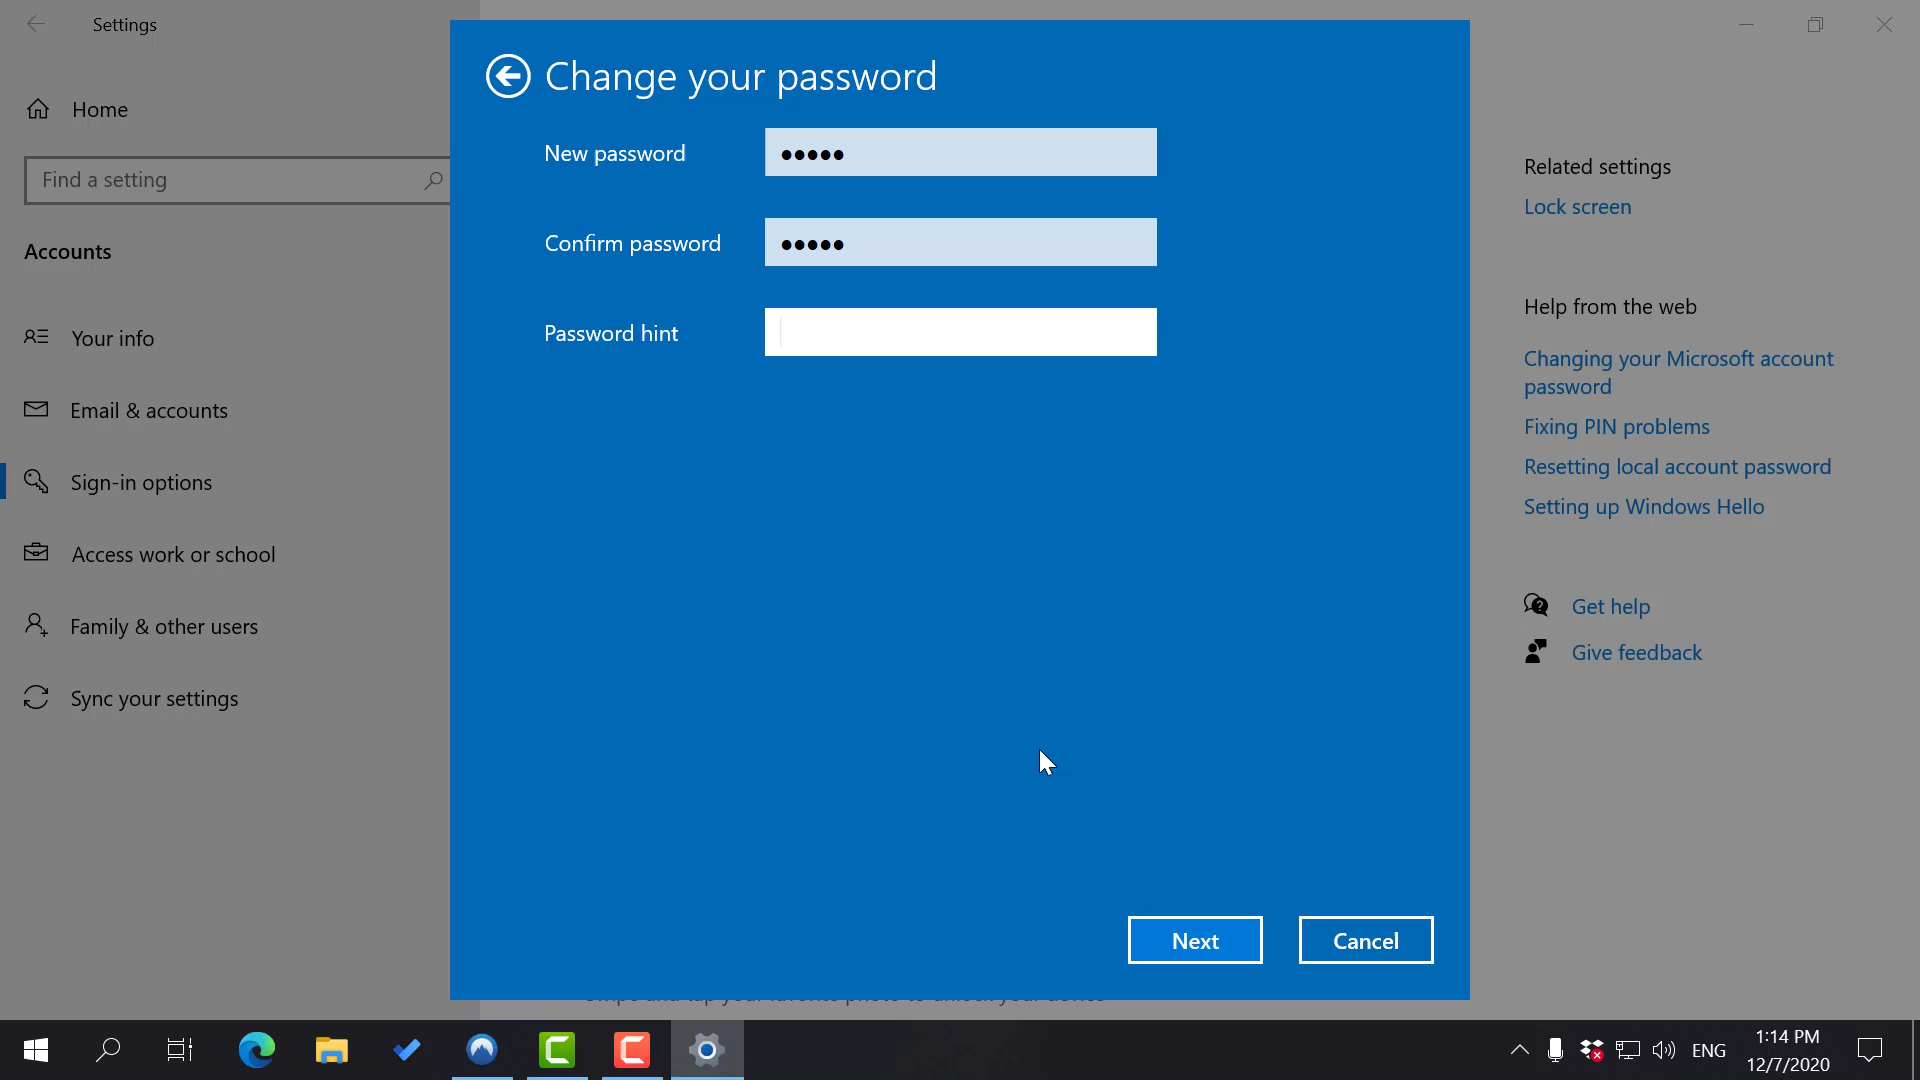 Settings
Home
Find a setting
Accounts
Your info
Email & accounts
Sign-in options
Access work or school
Family & other users
Sync your settings
Change your password
New password
●●●●●
Confirm password
●●●●●
Password hint
Next
Cancel
Related settings
Lock screen
Help from the web
Changing your Microsoft account
password
Fixing PIN problems
Resetting local account password
Setting up Windows Hello
Get help
Give feedback
ENG
1:14 PM
12/7/2020